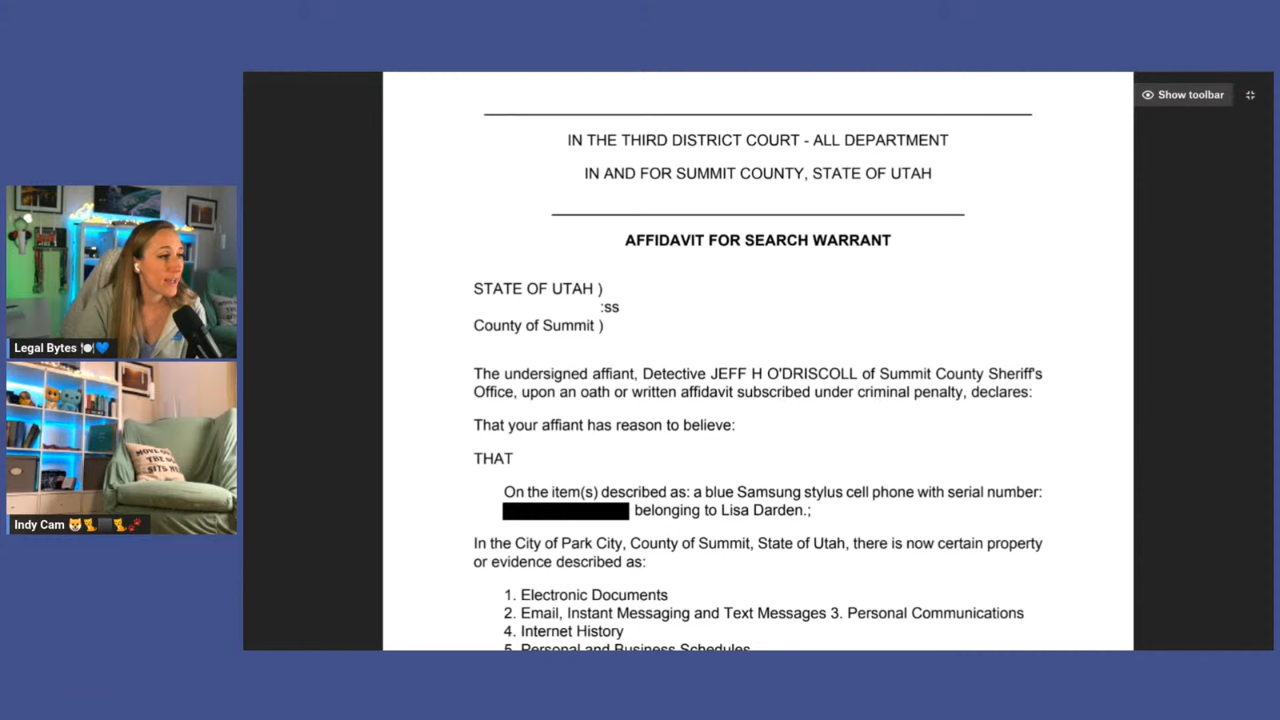 Show toolbar
IN THE THIRD DISTRICT COURT - ALL DEPARTMENT
IN AND FOR SUMMIT COUNTY, STATE OF UTAH
AFFIDAVIT FOR SEARCH WARRANT
STATE OF UTAH )
:ss
County of Summit )
The undersigned affiant, Detective JEFF H O'DRISCOLL of Summit County Sheriff's
Office, upon an oath or written affidavit subscribed under criminal penalty, declares:
That your affiant has reason to believe:
THAT
On the item(s) described as: a blue Samsung stylus cell phone with serial number:
belonging to Lisa Darden.;
In the City of Park City, County of Summit, State of Utah, there is now certain property
or evidence described as:
1. Electronic Documents
2. Email, Instant Messaging and Text Messages 3. Personal Communications
4. Internet History
5. Personal and Business Schedules
Legal Bytes 🍽💙
Indy Cam